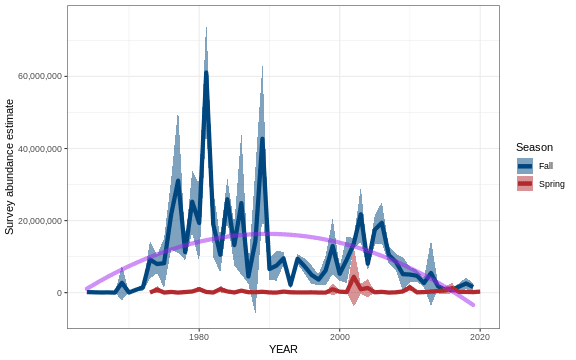 Survey abundance estimate
60,000,000
40,000,000
20,000,000
0
1980
2000
2020
YEAR
Season
Fall
Spring